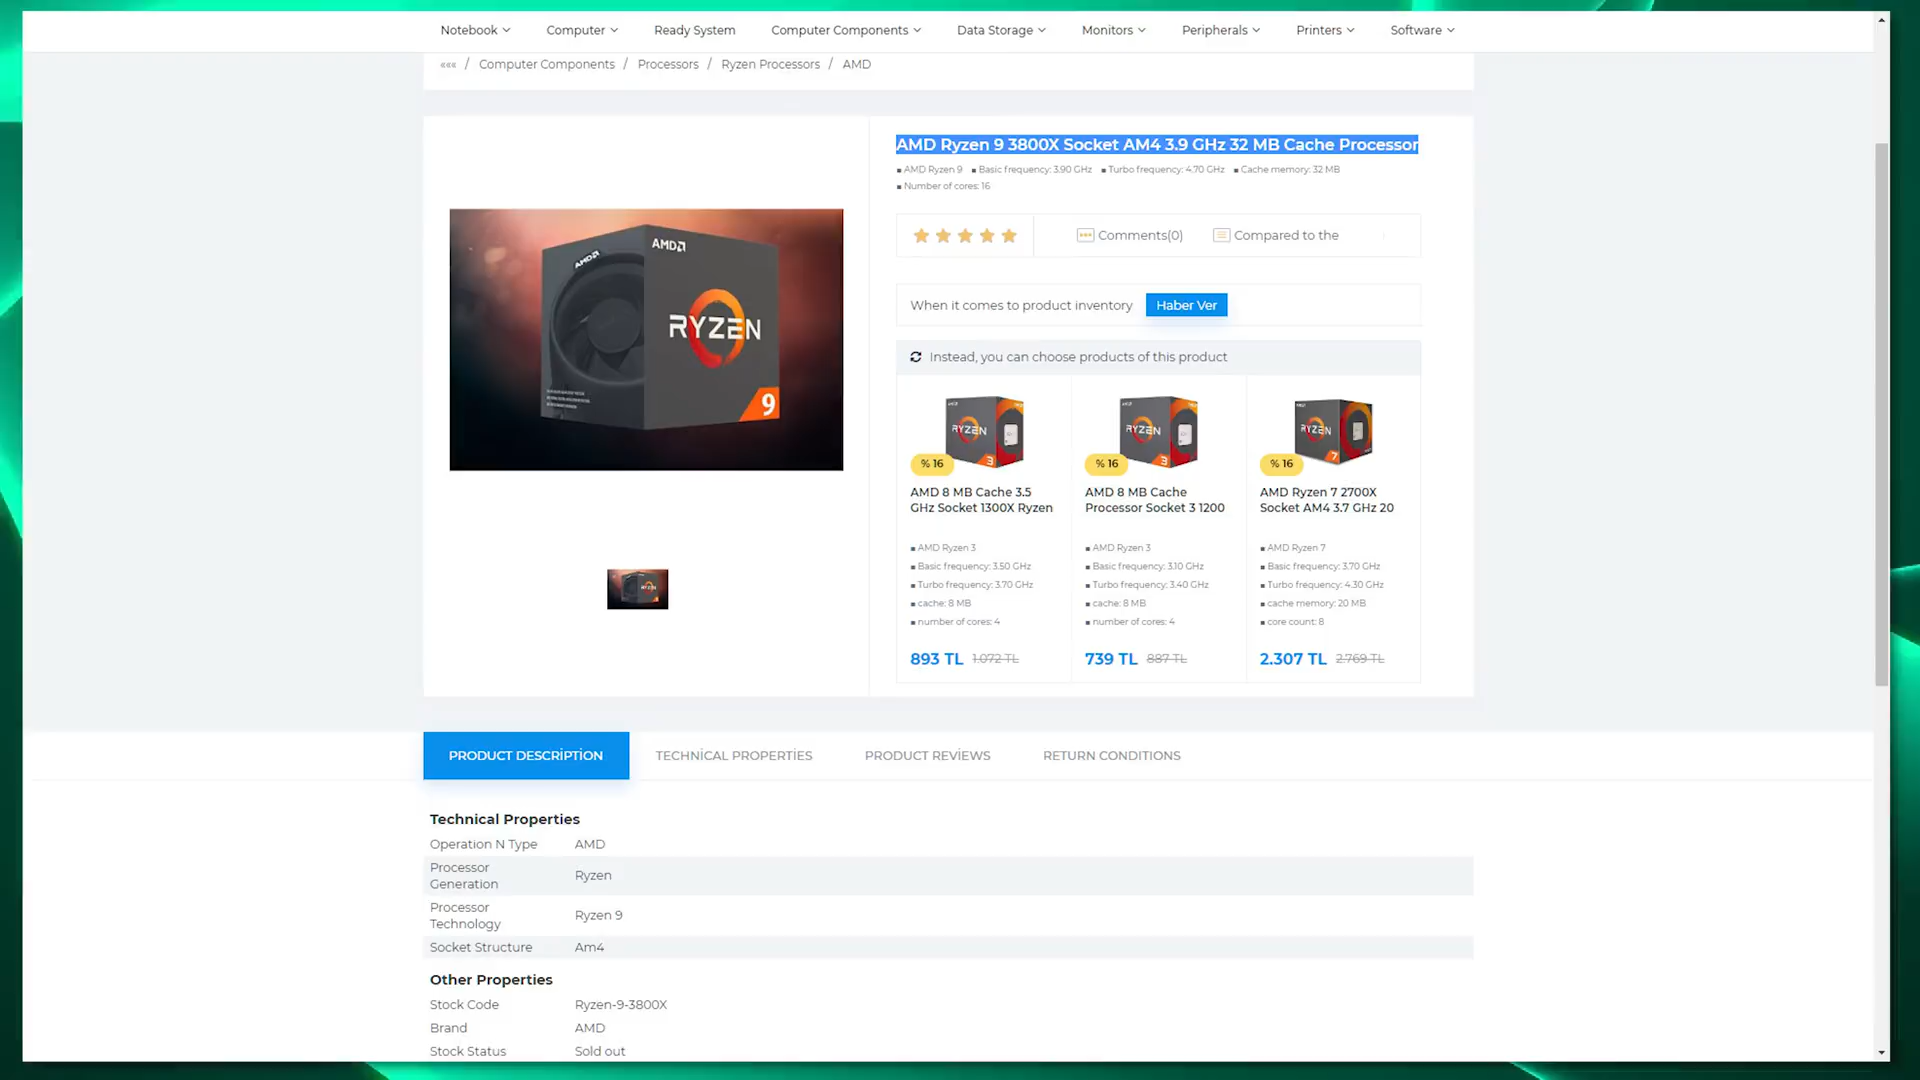 Notebook
Computer
Ready System
Computer Components
Data Storage
Monitors
Peripherals
Printers
Software
««« / Computer Components / Processors / Ryzen Processors / AMD
AMD Ryzen 9 3800X Socket AM4 3.9 GHz 32 MB Cache Processor
AMD Ryzen 9 ▪ Basic frequency: 3.90 GHz ▪ Turbo frequency: 4.70 GHz ▪ Cache memory: 32 MB
▪ Number of cores: 16
Comments(0)
Compared to the
When it comes to product inventory
Haber Ver
Instead, you can choose products of this product
AMD
AMD
RYZEN
9
RYZEN
3
% 16
AMD 8 MB Cache 3.5
GHz Socket 1300X Ryzen
▪ AMD Ryzen 3
▪ Basic frequency: 3.50 GHz
▪ Turbo frequency: 3.70 GHz
▪ cache: 8 MB
▪ number of cores: 4
893 TL 1.072 TL
RYZEN
3
% 16
AMD 8 MB Cache
Processor Socket 3 1200
▪ AMD Ryzen 3
▪ Basic frequency: 3.10 GHz
▪ Turbo frequency: 3.40 GHz
▪ cache: 8 MB
▪ number of cores: 4
739 TL 887 TL
RYZEN
7
% 16
AMD Ryzen 7 2700X
Socket AM4 3.7 GHz 20
▪ AMD Ryzen 7
▪ Basic frequency: 3.70 GHz
▪ Turbo frequency: 4.30 GHz
▪ cache memory: 20 MB
▪ core count: 8
2.307 TL 2.769 TL
PRODUCT DESCRİPTİON
TECHNİCAL PROPERTİES
PRODUCT REVİEWS
RETURN CONDITIONS
Technical Properties
Operation N Type AMD
Processor
Generation
Ryzen
Processor
Technology
Ryzen 9
Socket Structure Am4
Other Properties
Stock Code Ryzen-9-3800X
Brand AMD
Stock Status Sold out